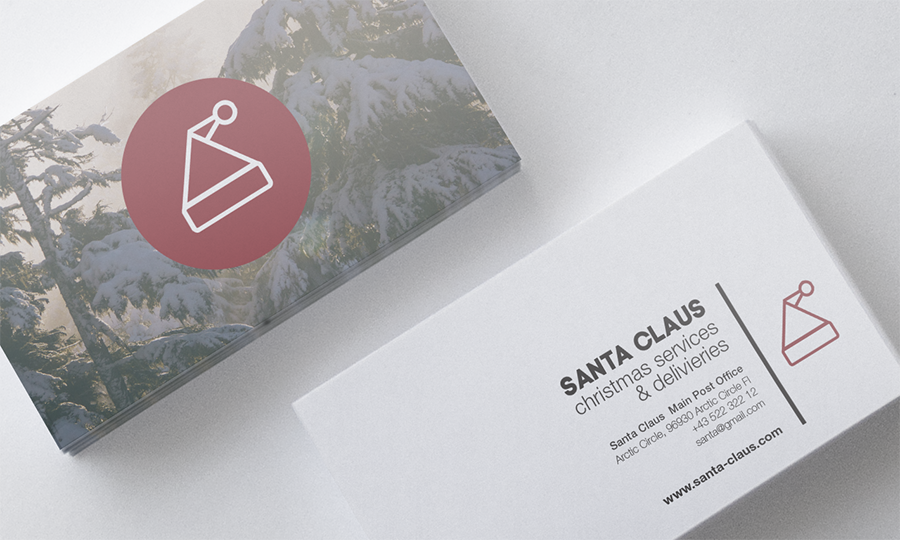 SANTA CLAUS
christmas services
& delivieries
Santa Claus Main Post Office
Arctic Circle, 96930 Arctic Circle FI
+43 522 322 12
santa@gmail.com
www.santa-claus.com